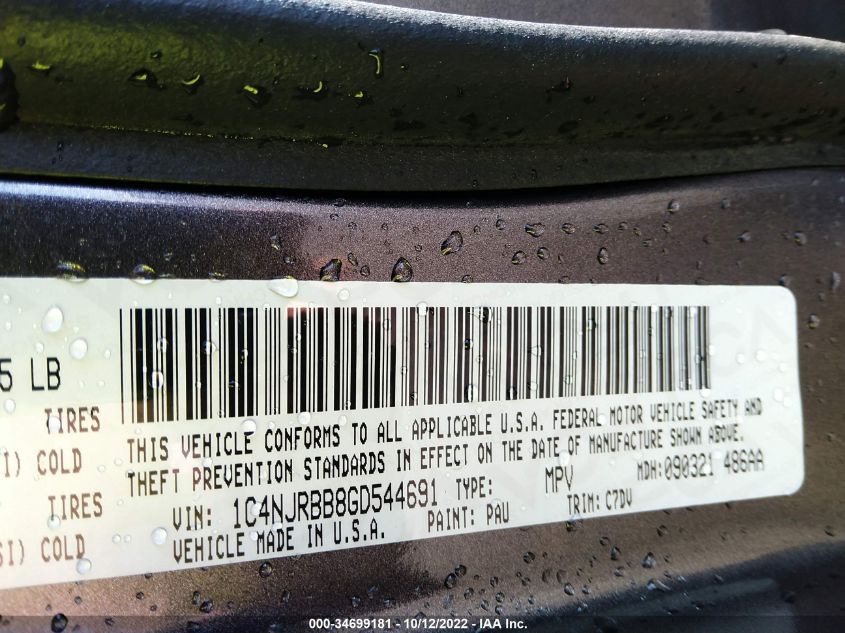 5 LB
TIRES
I) COLD
TIRES
SI) COLD
THIS VEHICLE CONFORMS TO ALL APPLICABLE U.S.A. FEDERAL MOTOR VEHICLE SAFETY AND
THEFT PREVENTION STANDARDS IN EFFECT ON THE DATE OF MANUFACTURE SHOWN ABOVE.
VIN: 1C4NJRBB8GD544691 TYPE: MPV MDH: 090321 486AA
VEHICLE MADE IN U.S.A. PAINT: PAU TRIM: C7DV
000-34699181 - 10/12/2022 - IAA Inc.